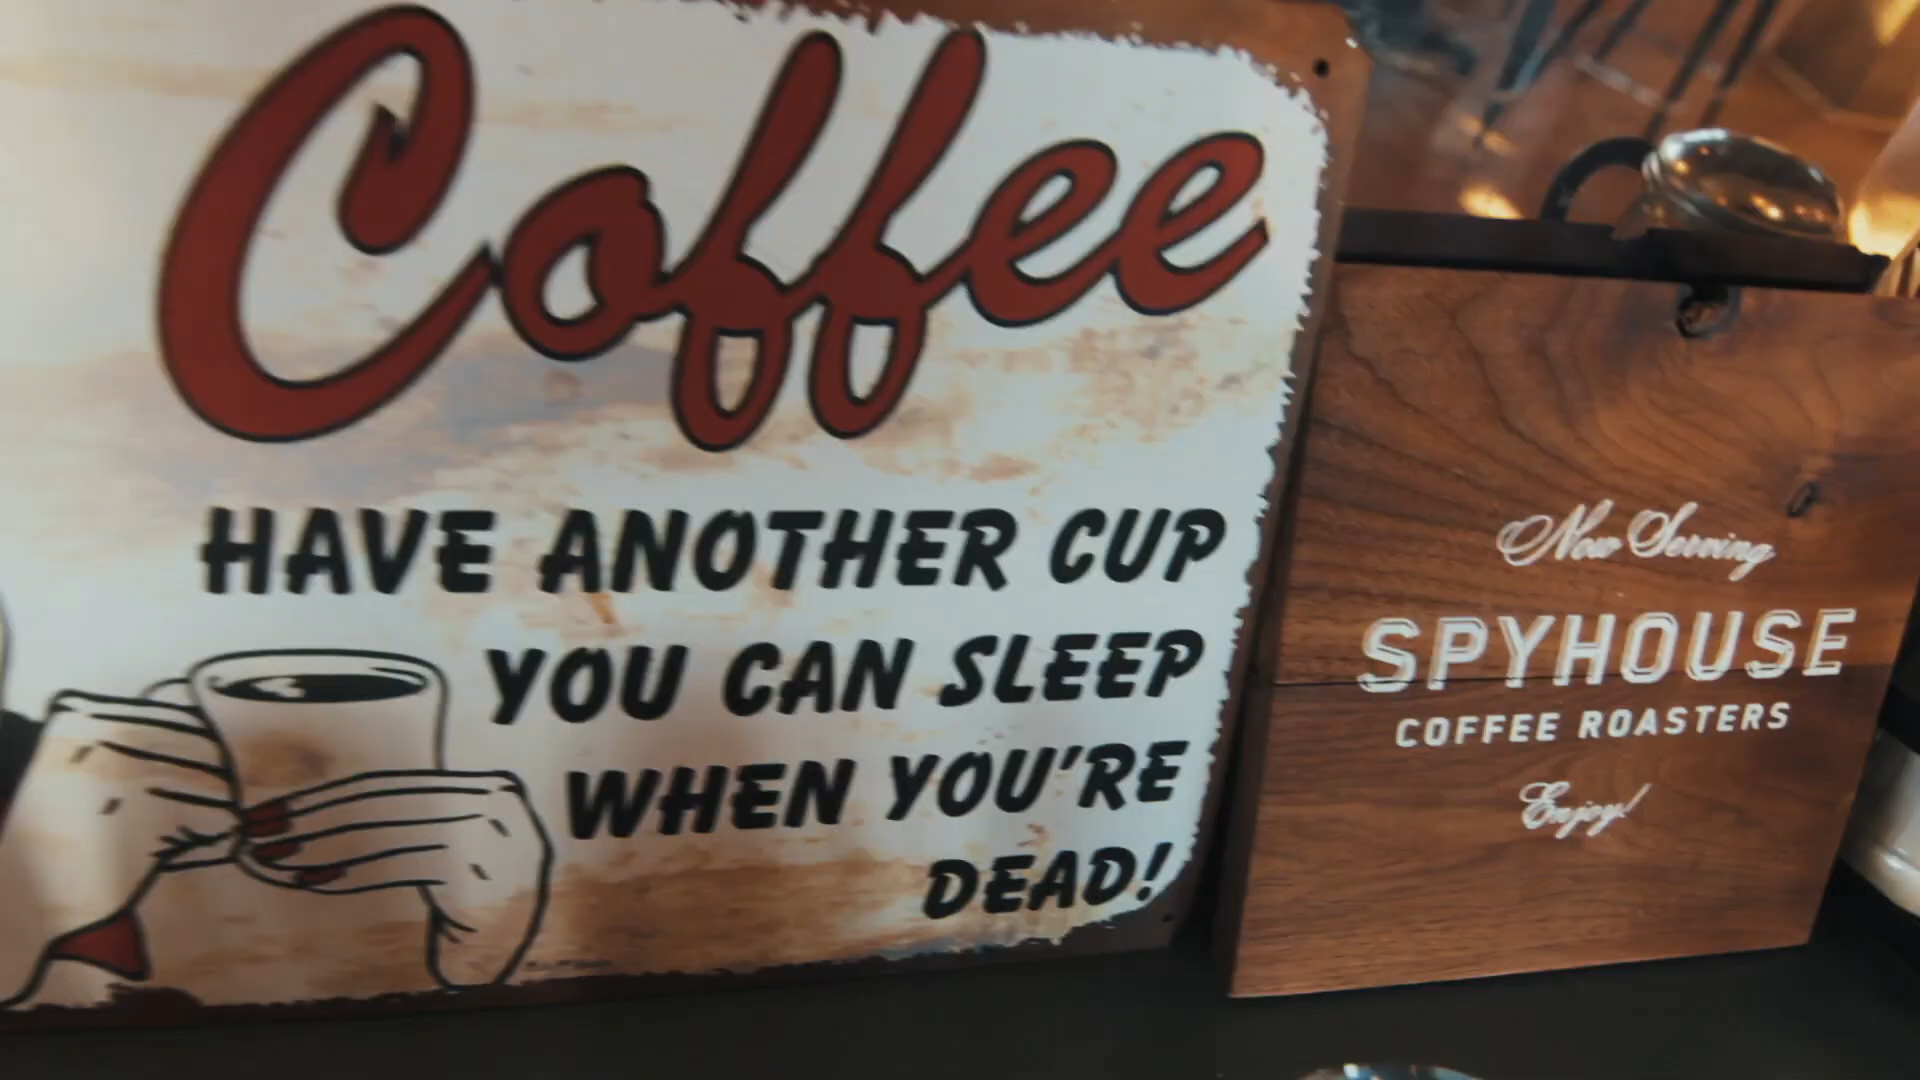 Coffee
HAVE ANOTHER CUP
YOU CAN SLEEP
WHEN YOU'RE
DEAD!
Now Serving
SPYHOUSE
COFFEE ROASTERS
Enjoy!